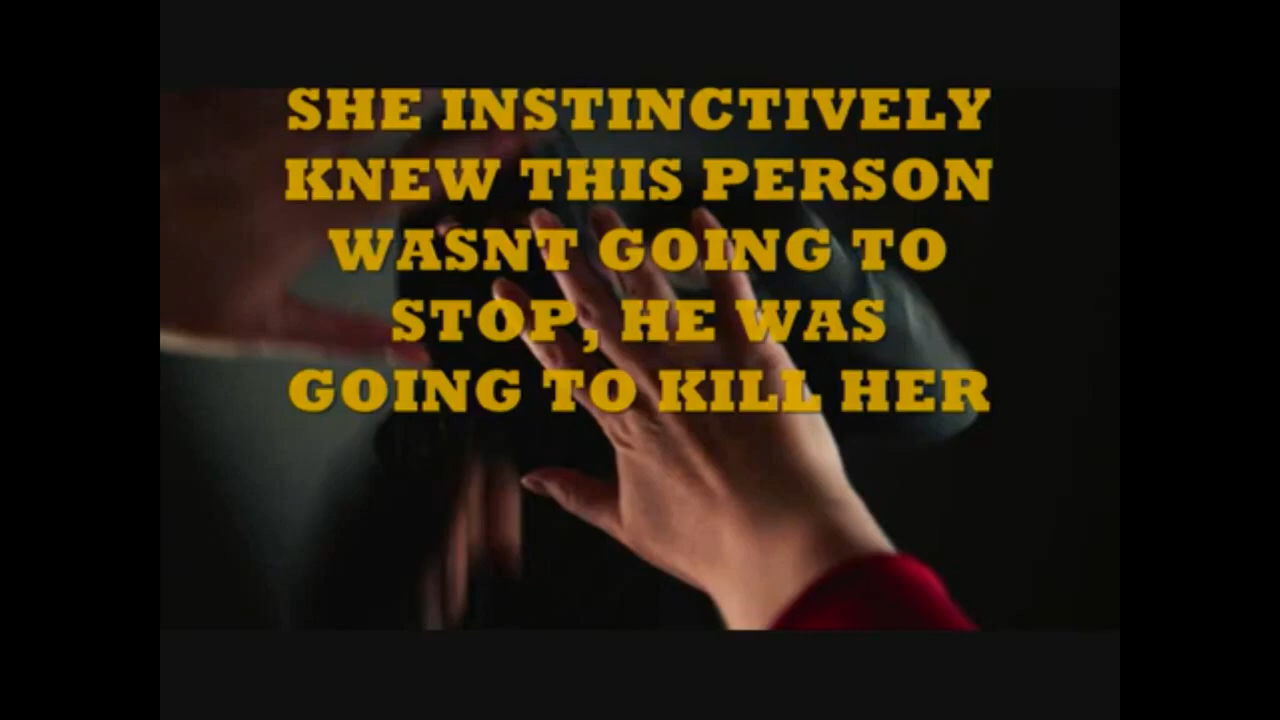 SHE INSTINCTIVELY
KNEW THIS PERSON
WASNT GOING TO
STOP, HE WAS
GOING TO KILL HER